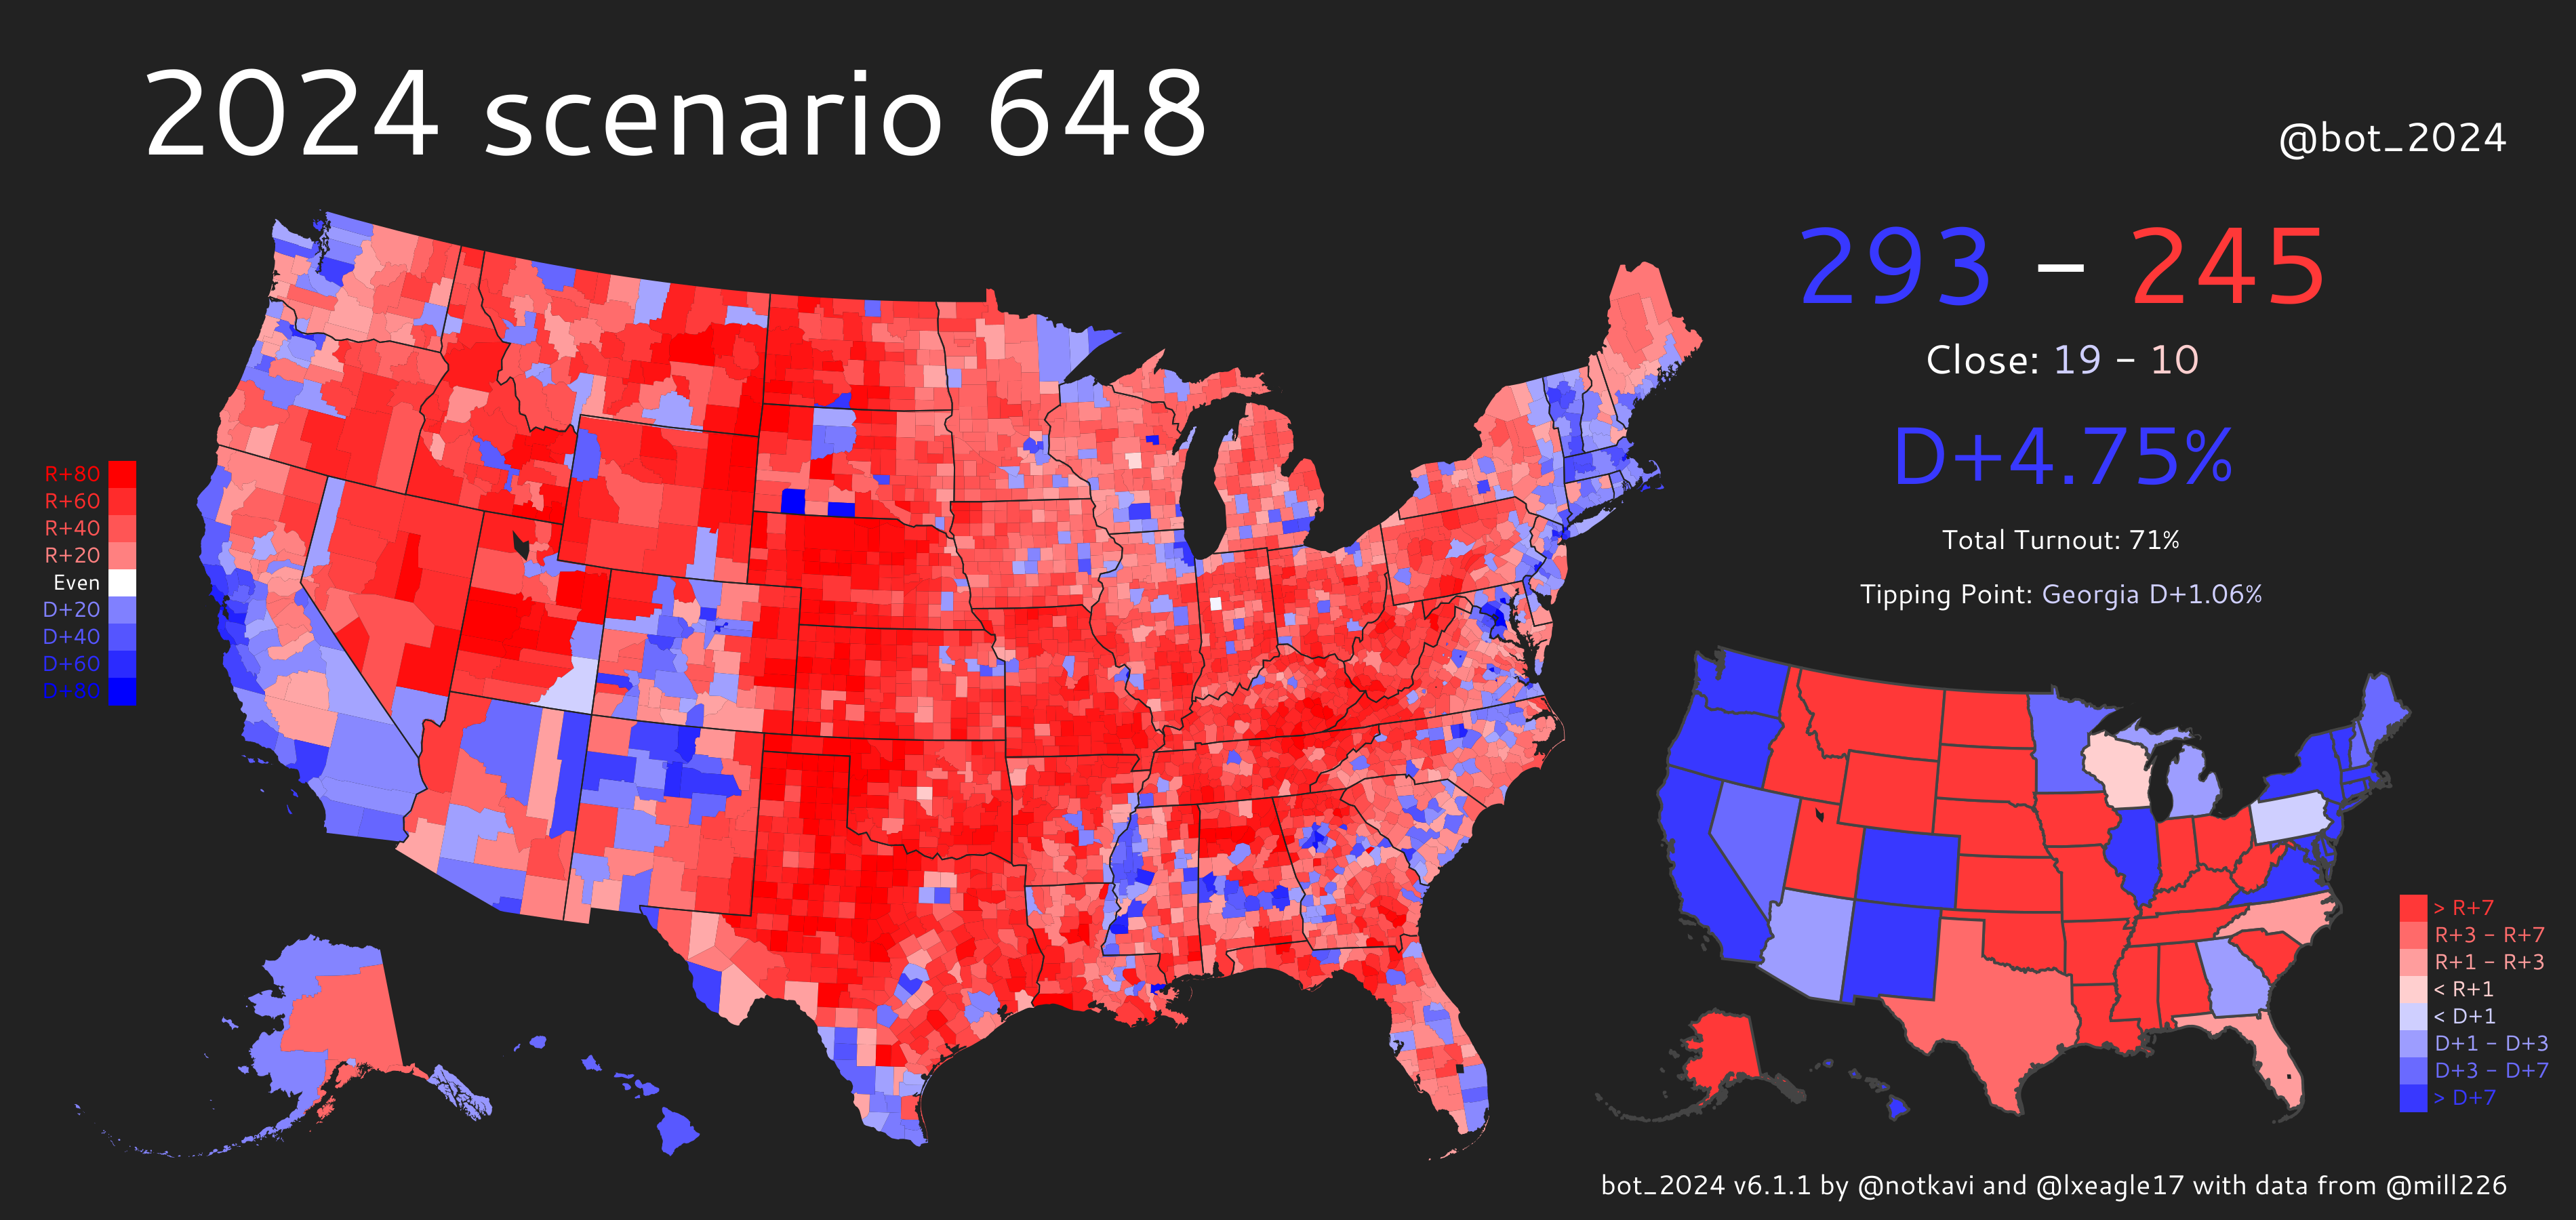 2024 scenario 648
@bot_2024
293 – 245
Close: 19 – 10
D+4.75%
Total Turnout: 71%
Tipping Point: Georgia D+1.06%
R+80
R+60
R+40
R+20
Even
D+20
D+40
D+60
D+80
> R+7
R+3 – R+7
R+1 – R+3
< R+1
< D+1
D+1 – D+3
D+3 – D+7
> D+7
bot_2024 v6.1.1 by @notkavi and @lxeagle17 with data from @mill226